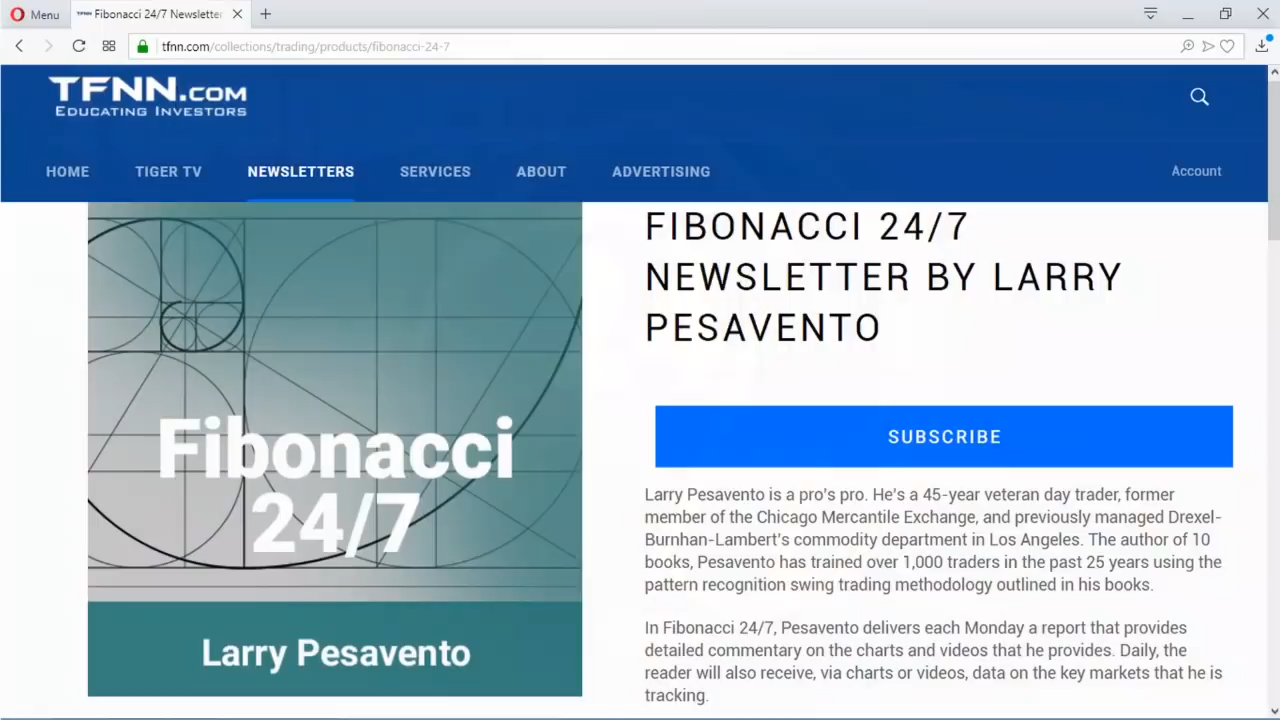 Menu
Fibonacci 24/7 Newsletter
tfnn.com/collections/trading/products/fibonacci-24-7
TFNN.COM
EDUCATING INVESTORS
HOME TIGER TV NEWSLETTERS SERVICES ABOUT ADVERTISING Account
FIBONACCI 24/7
NEWSLETTER BY LARRY
PESAVENTO
Fibonacci
24/7
Larry Pesavento
SUBSCRIBE
Larry Pesavento is a pro's pro. He's a 45-year veteran day trader, former
member of the Chicago Mercantile Exchange, and previously managed Drexel-
Burnhan-Lambert's commodity department in Los Angeles. The author of 10
books, Pesavento has trained over 1,000 traders in the past 25 years using the
pattern recognition swing trading methodology outlined in his books.
In Fibonacci 24/7, Pesavento delivers each Monday a report that provides
detailed commentary on the charts and videos that he provides. Daily, the
reader will also receive, via charts or videos, data on the key markets that he is
tracking.